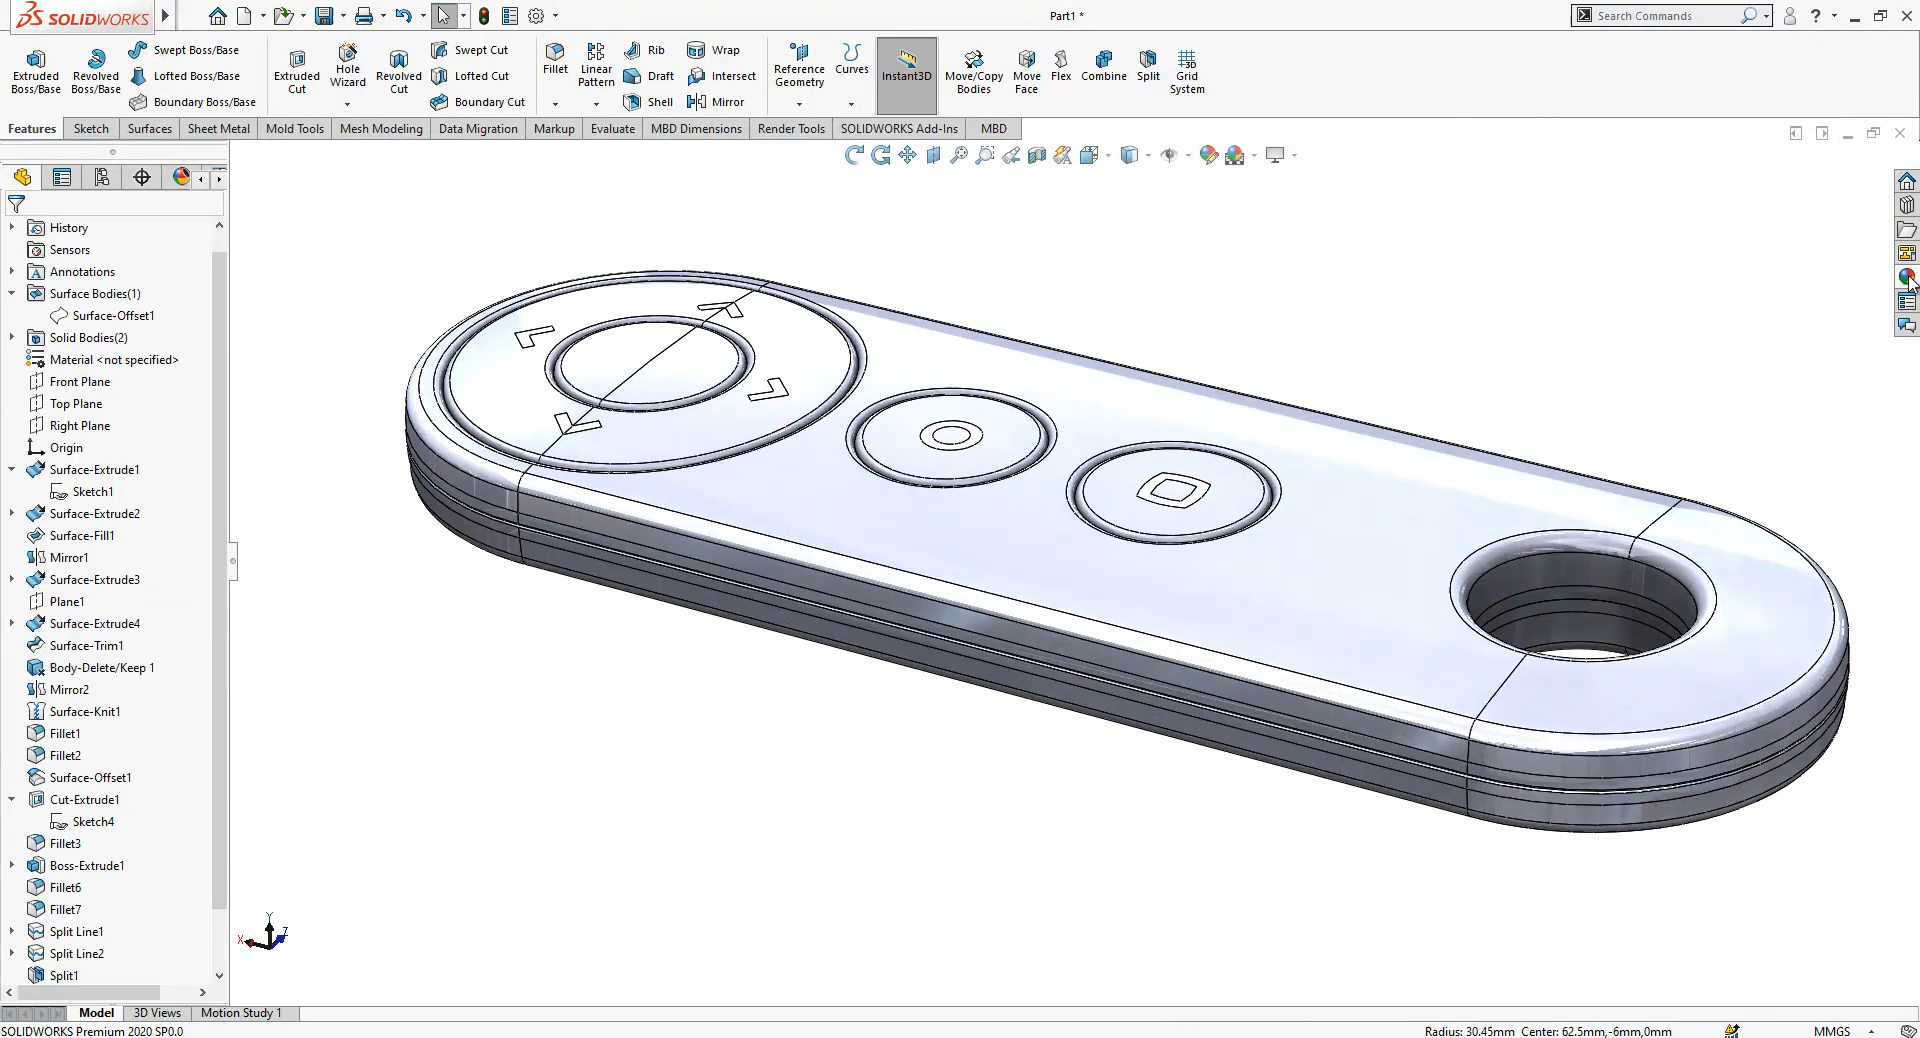 SOLIDWORKS
Part1 *
Search Commands
Extruded Boss/Base
Revolved Boss/Base
Swept Boss/Base
Lofted Boss/Base
Boundary Boss/Base
Extruded Cut
Hole Wizard
Revolved Cut
Swept Cut
Lofted Cut
Boundary Cut
Fillet
Linear Pattern
Rib
Draft
Shell
Wrap
Intersect
Mirror
Reference Geometry
Curves
Instant3D
Move/Copy Bodies
Move Face
Flex
Combine
Split
Grid System
Features
Sketch
Surfaces
Sheet Metal
Mold Tools
Mesh Modeling
Data Migration
Markup
Evaluate
MBD Dimensions
Render Tools
SOLIDWORKS Add-Ins
MBD
History
Sensors
Annotations
Surface Bodies(1)
Surface-Offset1
Solid Bodies(2)
Material <not specified>
Front Plane
Top Plane
Right Plane
Origin
Surface-Extrude1
Sketch1
Surface-Extrude2
Surface-Fill1
Mirror1
Surface-Extrude3
Plane1
Surface-Extrude4
Surface-Trim1
Body-Delete/Keep 1
Mirror2
Surface-Knit1
Fillet1
Fillet2
Surface-Offset1
Cut-Extrude1
Sketch4
Fillet3
Boss-Extrude1
Fillet6
Fillet7
Split Line1
Split Line2
Split1
Y
X
Z
Model
3D Views
Motion Study 1
SOLIDWORKS Premium 2020 SP0.0
Radius: 30.45mm Center: 62.5mm,-6mm,0mm
MMGS